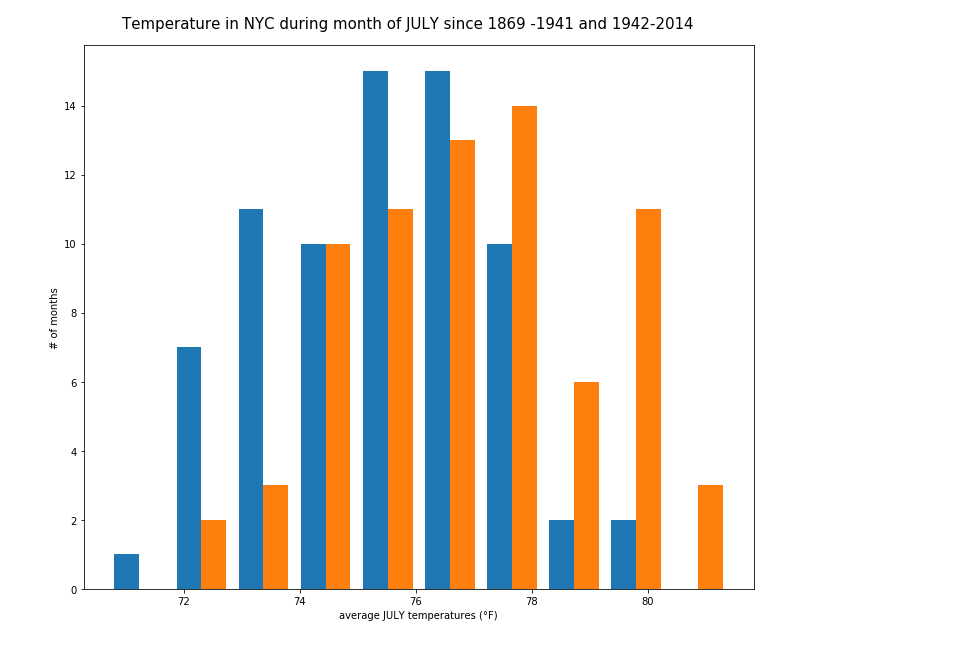 Temperature in NYC during month of JULY since 1869 -1941 and 1942-2014
14
12
10
8
6
4
2
0
# of months
72 74 76 78 80
average JULY temperatures (°F)